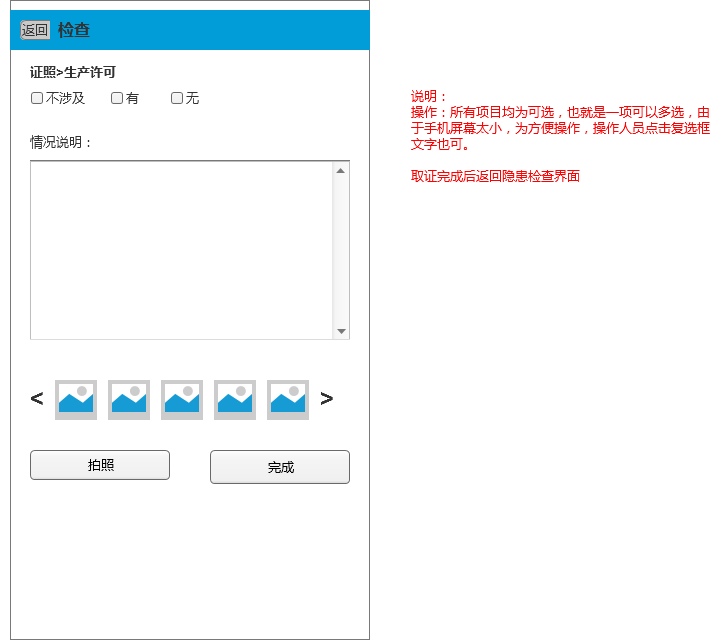 返回 检查
证照>生产许可
不涉及 有 无
情况说明：
< >
拍照 完成
说明：
操作：所有项目均为可选，也就是一项可以多选，由
于手机屏幕太小，为方便操作，操作人员点击复选框
文字也可。
取证完成后返回隐患检查界面